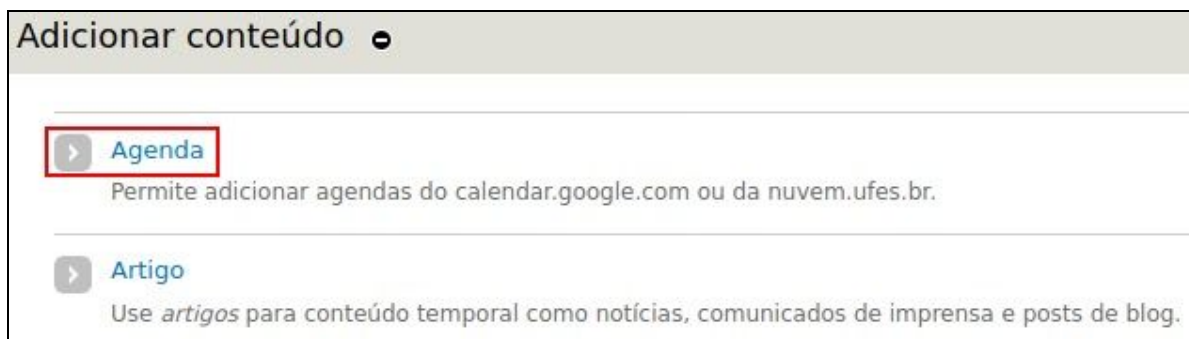 Adicionar conteúdo
Agenda
Permite adicionar agendas do calendar.google.com ou da nuvem.ufes.br.
Artigo
Use artigos para conteúdo temporal como notícias, comunicados de imprensa e posts de blog.